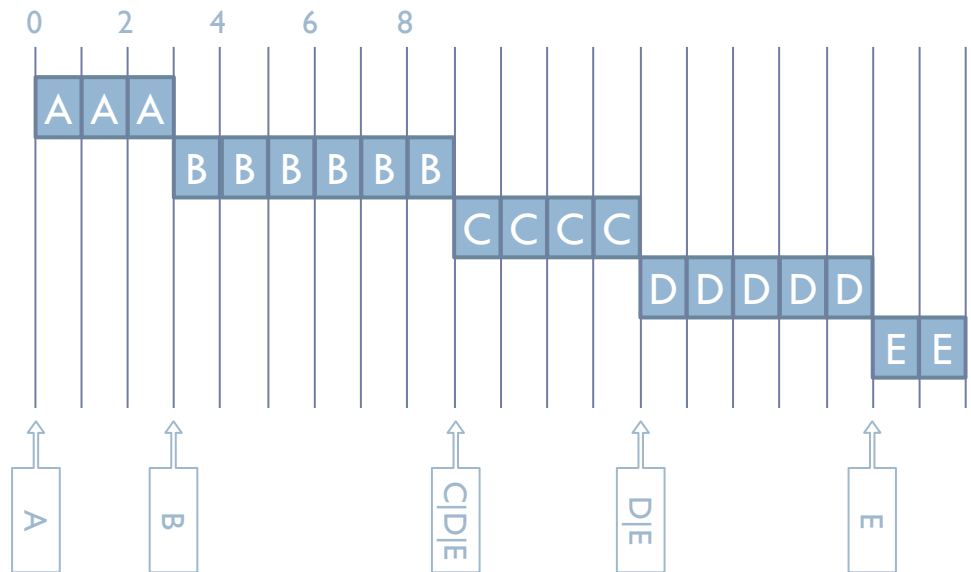 0 2 4 6 8
A A A
B B B B B B
C C C C
D D D D D
E E
A
B
C|D|E
D|E
E